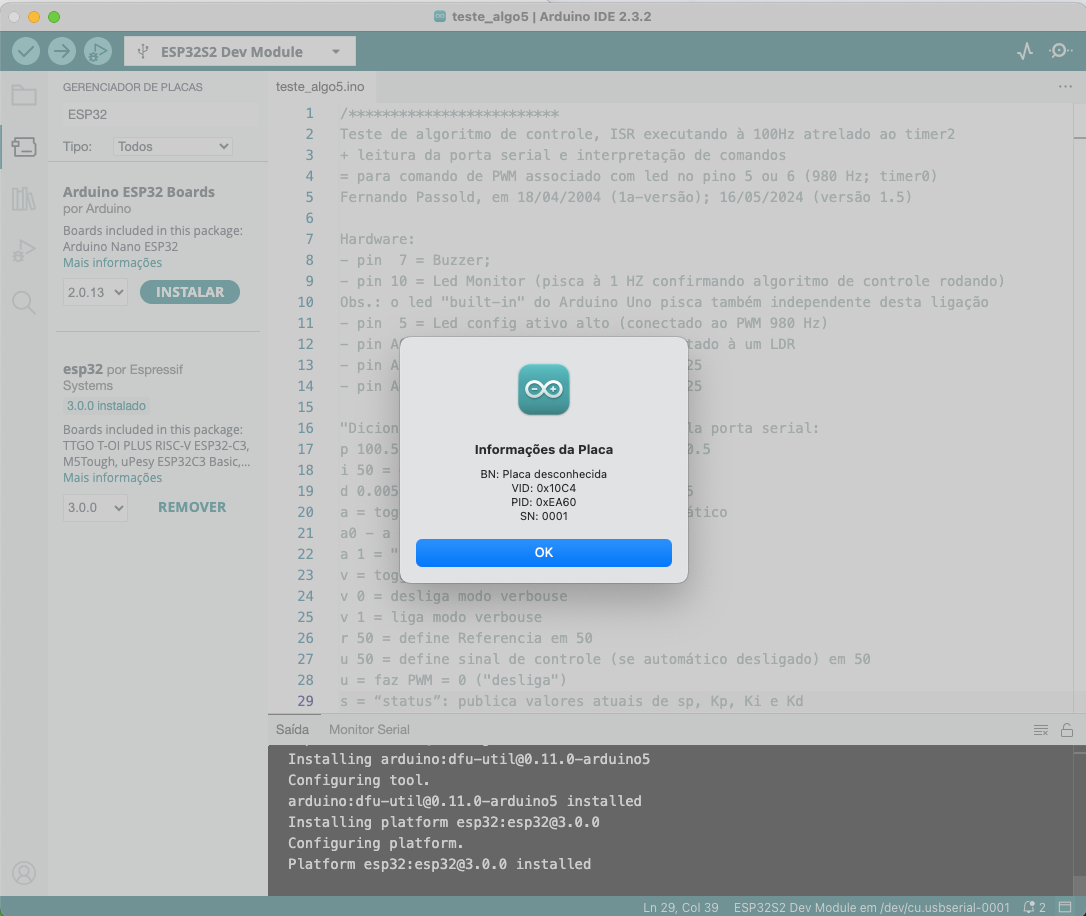 teste_algo5 | Arduino IDE 2.3.2
ESP32S2 Dev Module
GERENCIADOR DE PLACAS
ESP32
Tipo: Todos
Arduino ESP32 Boards
por Arduino
Boards included in this package:
Arduino Nano ESP32
Mais informações
2.0.13 INSTALAR
esp32 por Espressif
Systems
3.0.0 instalado
Boards included in this package:
TTGO T-OI PLUS RISC-V ESP32-C3,
M5Tough, uPesy ESP32C3 Basic,...
Mais informações
3.0.0 REMOVER
teste_algo5.ino
1 /*************************
2 Teste de algoritmo de controle, ISR executando à 100Hz atrelado ao timer2
3 + leitura da porta serial e interpretação de comandos
4 = para comando de PWM associado com led no pino 5 ou 6 (980 Hz; timer0)
5 Fernando Passold, em 18/04/2004 (1a-versão); 16/05/2024 (versão 1.5)
6
7 Hardware:
8 - pin  7 = Buzzer;
9 - pin 10 = Led Monitor (pisca à 1 HZ confirmando algoritmo de controle rodando)
10 Obs.: o led "built-in" do Arduino Uno pisca também independente desta ligação
11 - pin  5 = Led config ativo alto (conectado ao PWM 980 Hz)
12 - pin A tado à um LDR
13 - pin A 25
14 - pin A 25
15
16 "Dicion la porta serial:
17 p 100.5 0.5
18 i 50 =
19 d 0.005 5
20 a = tog ático
21 a0 - a
22 a 1 = "
23 v = tog
24 v 0 = desliga modo verbouse
25 v 1 = liga modo verbouse
26 r 50 = define Referencia em 50
27 u 50 = define sinal de controle (se automático desligado) em 50
28 u = faz PWM = 0 ("desliga")
29 s = “status”: publica valores atuais de sp, Kp, Ki e Kd
Informações da Placa
BN: Placa desconhecida
VID: 0x10C4
PID: 0xEA60
SN: 0001
OK
Saída Monitor Serial
Installing arduino:dfu-util@0.11.0-arduino5
Configuring tool.
arduino:dfu-util@0.11.0-arduino5 installed
Installing platform esp32:esp32@3.0.0
Configuring platform.
Platform esp32:esp32@3.0.0 installed
Ln 29, Col 39 ESP32S2 Dev Module em /dev/cu.usbserial-0001 2